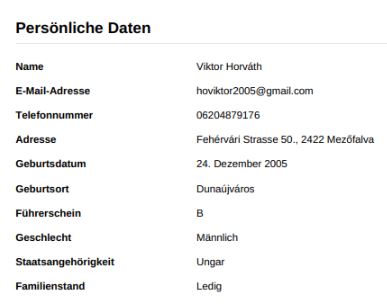 Persönliche Daten
Name Viktor Horváth
E-Mail-Adresse hoviktor2005@gmail.com
Telefonnummer 06204879176
Adresse Fehérvári Strasse 50., 2422 Mezőfalva
Geburtsdatum 24. Dezember 2005
Geburtsort Dunaújváros
Führerschein B
Geschlecht Männlich
Staatsangehörigkeit Ungar
Familienstand Ledig